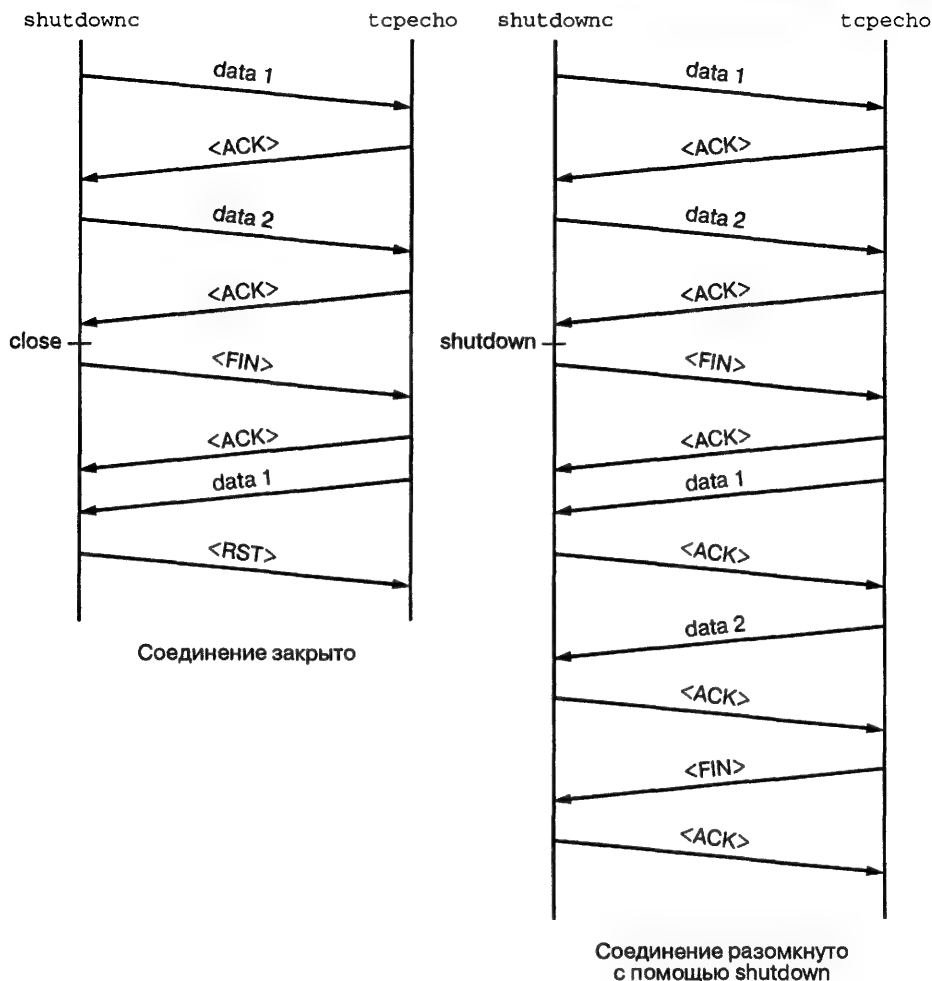 shutdownc
tcpecho
data 1
<ACK>
data 2
<ACK>
close
<FIN>
<ACK>
data 1
<RST>
Соединение закрыто
shutdownc
tcpecho
data 1
<ACK>
data 2
<ACK>
shutdown
<FIN>
<ACK>
data 1
<ACK>
data 2
<ACK>
<FIN>
<ACK>
Соединение разомкнуто
с помощью shutdown